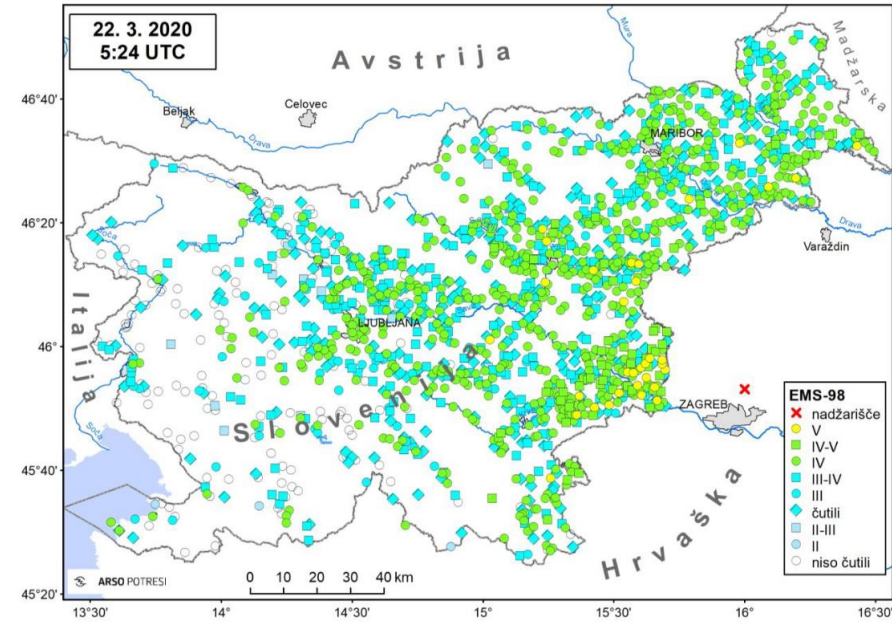 22. 3. 2020
5:24 UTC
Avstrija
Madžarska
Mura
Beljak
Celovec
Drava
MARIBOR
46°40'
46°20'
46°
45°40'
45°20'
Soča
Drava
Varaždin
Italija
LJUBLJANA
Sava
Slovenija
ZAGREB
Soča
Hrvaška
EMS-98
nadžarišče
V
IV-V
IV
III-IV
III
čutili
II-III
II
niso čutili
ARSO POTRESI
0 10 20 30 40 km
13°30' 14° 14°30' 15° 15°30' 16° 16°30'